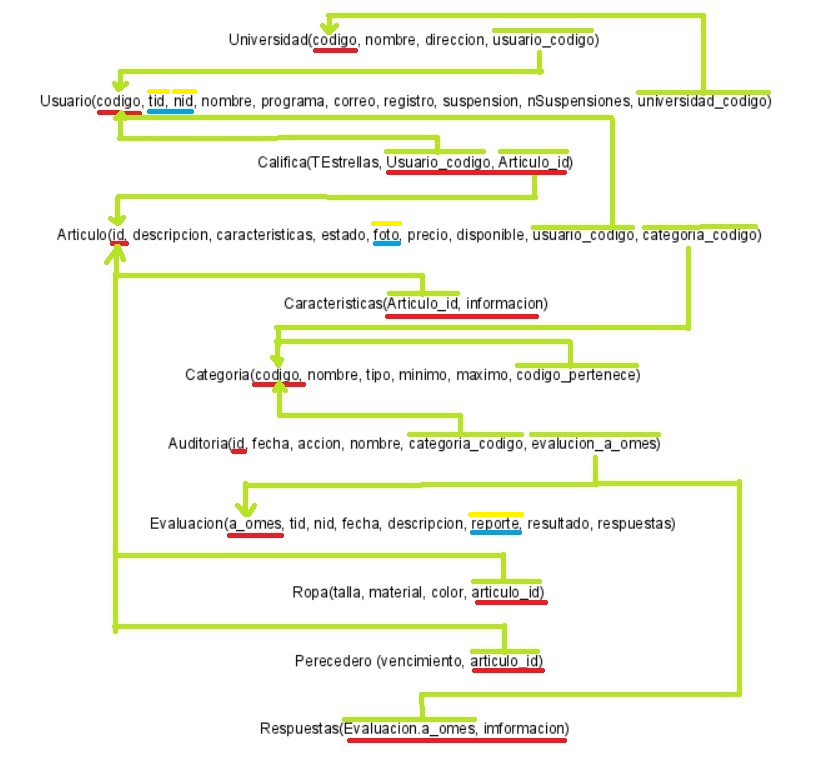 Universidad(codigo, nombre, direccion, usuario_codigo)
Usuario(codigo, tid, nid, nombre, programa, correo, registro, suspension, nSuspensiones, universidad_codigo)
Califica(TEstrellas, Usuario_codigo, Articulo_id)
Articulo(id, descripcion, caracteristicas, estado, foto, precio, disponible, usuario_codigo, categoria_codigo)
Caracteristicas(Articulo_id, informacion)
Categoria(codigo, nombre, tipo, minimo, maximo, codigo_pertenece)
Auditoria(id, fecha, accion, nombre, categoria_codigo, evalucion_a_omes)
Evaluacion(a_omes, tid, nid, fecha, descripcion, reporte, resultado, respuestas)
Ropa(talla, material, color, articulo_id)
Perecedero (vencimiento, articulo_id)
Respuestas(Evaluacion.a_omes, imformacion)